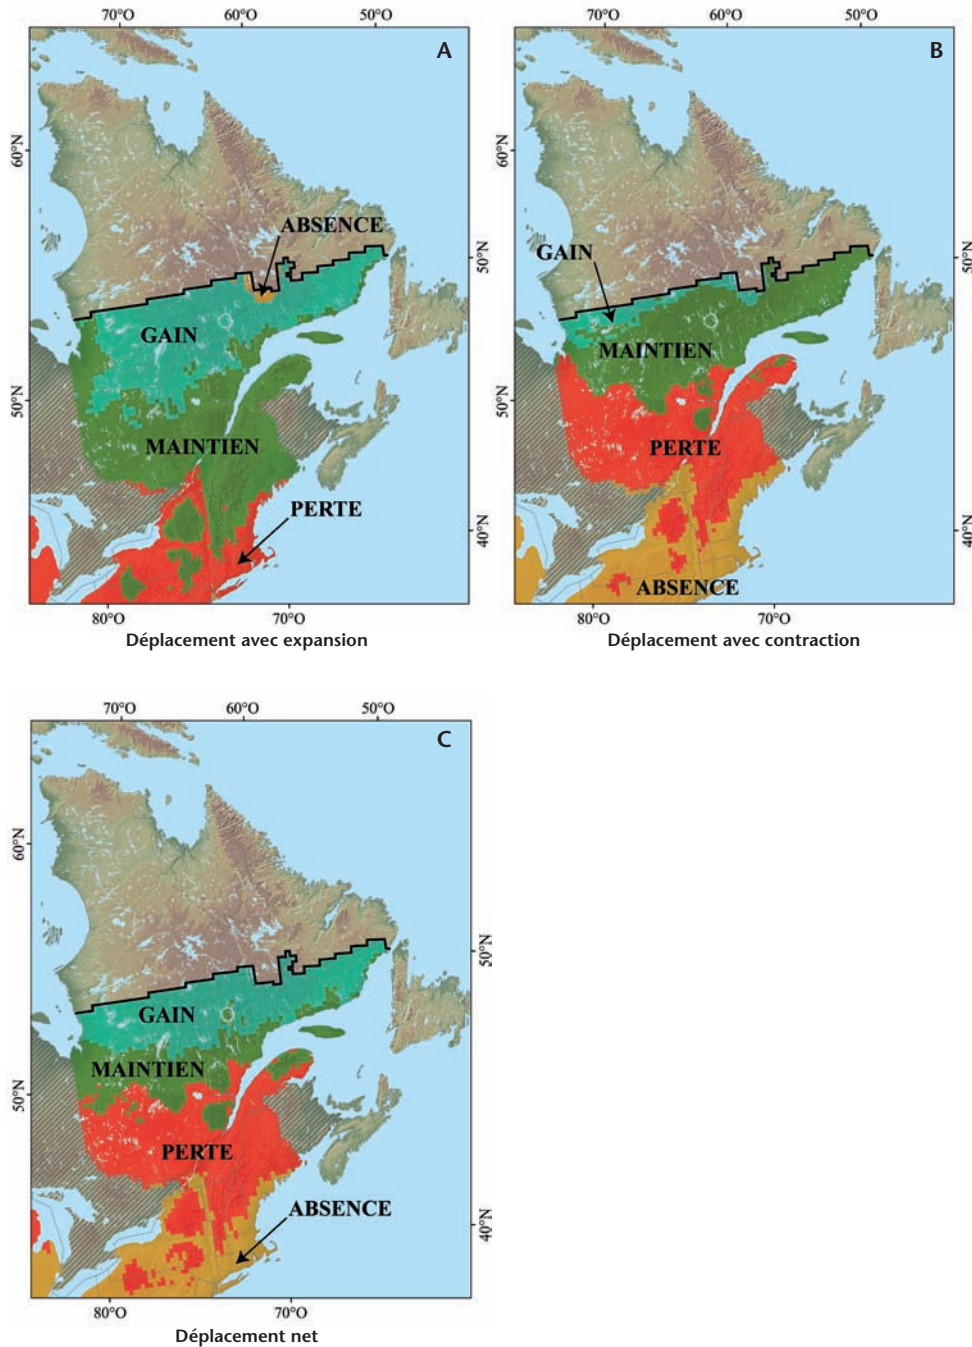 70°O 60°O 50°O
A
60°N
50°N
ABSENCE
GAIN
50°N
MAINTIEN
PERTE
40°N
80°O 70°O
Déplacement avec expansion
70°O 60°O 50°O
B
60°N
50°N
GAIN
MAINTIEN
50°N
PERTE
40°N
ABSENCE
80°O 70°O
Déplacement avec contraction
70°O 60°O 50°O
C
60°N
50°N
GAIN
MAINTIEN
50°N
PERTE
ABSENCE
40°N
80°O 70°O
Déplacement net